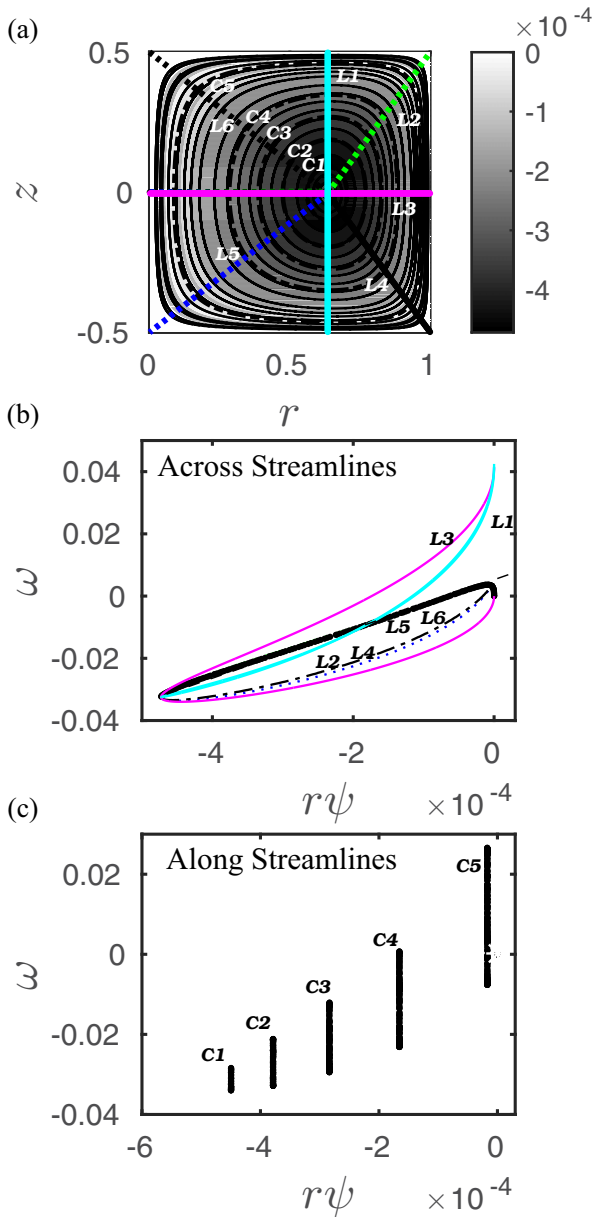 (a)
× 10⁻⁴
0.5
0
-0.5
z
0
0.5
1
r
C5
L6
C4
C3
C2
C1
L1
L2
L3
L4
L5
0
-1
-2
-3
-4
(b)
Across Streamlines
0.04
0.02
0
-0.02
-0.04
ω
L3
L1
L5
L6
L2
L4
-4
-2
0
rψ
× 10⁻⁴
(c)
Along Streamlines
0.02
0
-0.02
-0.04
ω
C1
C2
C3
C4
C5
-6
-4
-2
0
rψ
× 10⁻⁴